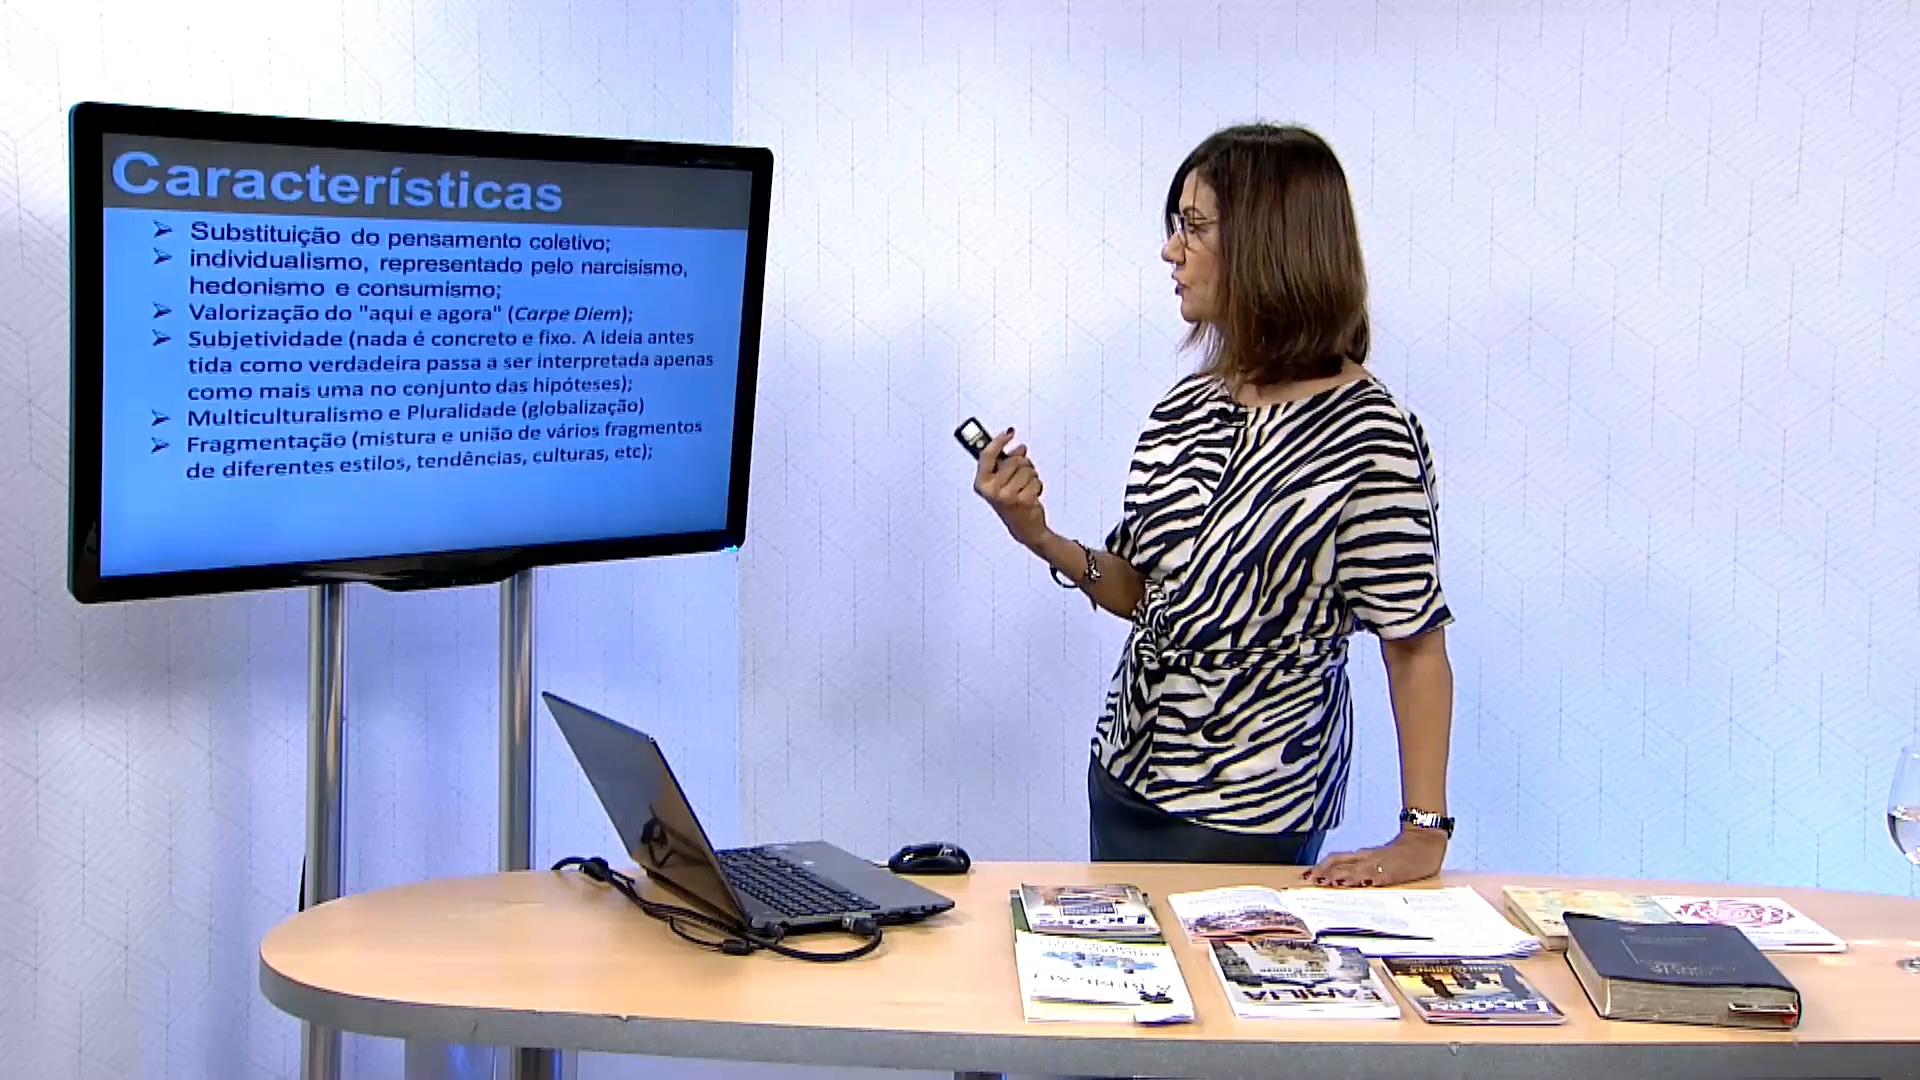 Características
Substituição do pensamento coletivo;
individualismo, representado pelo narcisismo,
hedonismo e consumismo;
Valorização do "aqui e agora" (Carpe Diem);
Subjetividade (nada é concreto e fixo. A ideia antes
tida como verdadeira passa a ser interpretada apenas
como mais uma no conjunto das hipóteses);
Multiculturalismo e Pluralidade (globalização)
Fragmentação (mistura e união de vários fragmentos
de diferentes estilos, tendências, culturas, etc);
FAMÍLIA